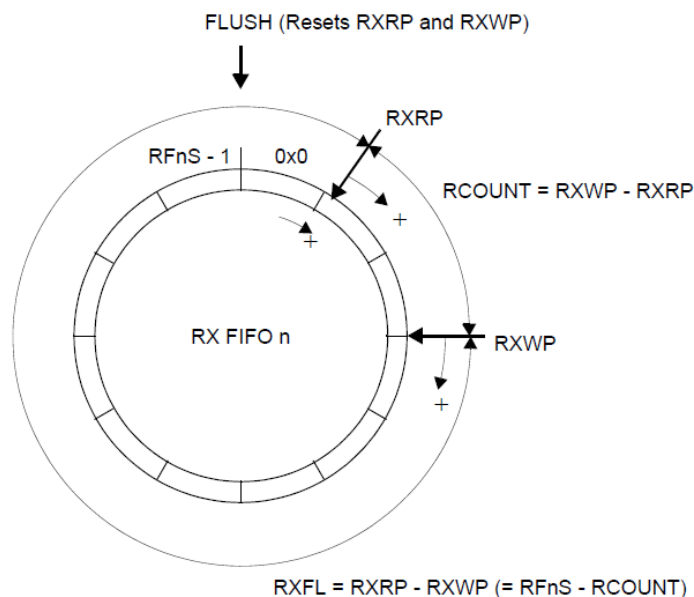 FLUSH (Resets RXRP and RXWP)
RXRP
RFnS - 1 0x0
RCOUNT = RXWP - RXRP
+
+
RX FIFO n
RXWP
+
RXFL = RXRP - RXWP (= RFnS - RCOUNT)